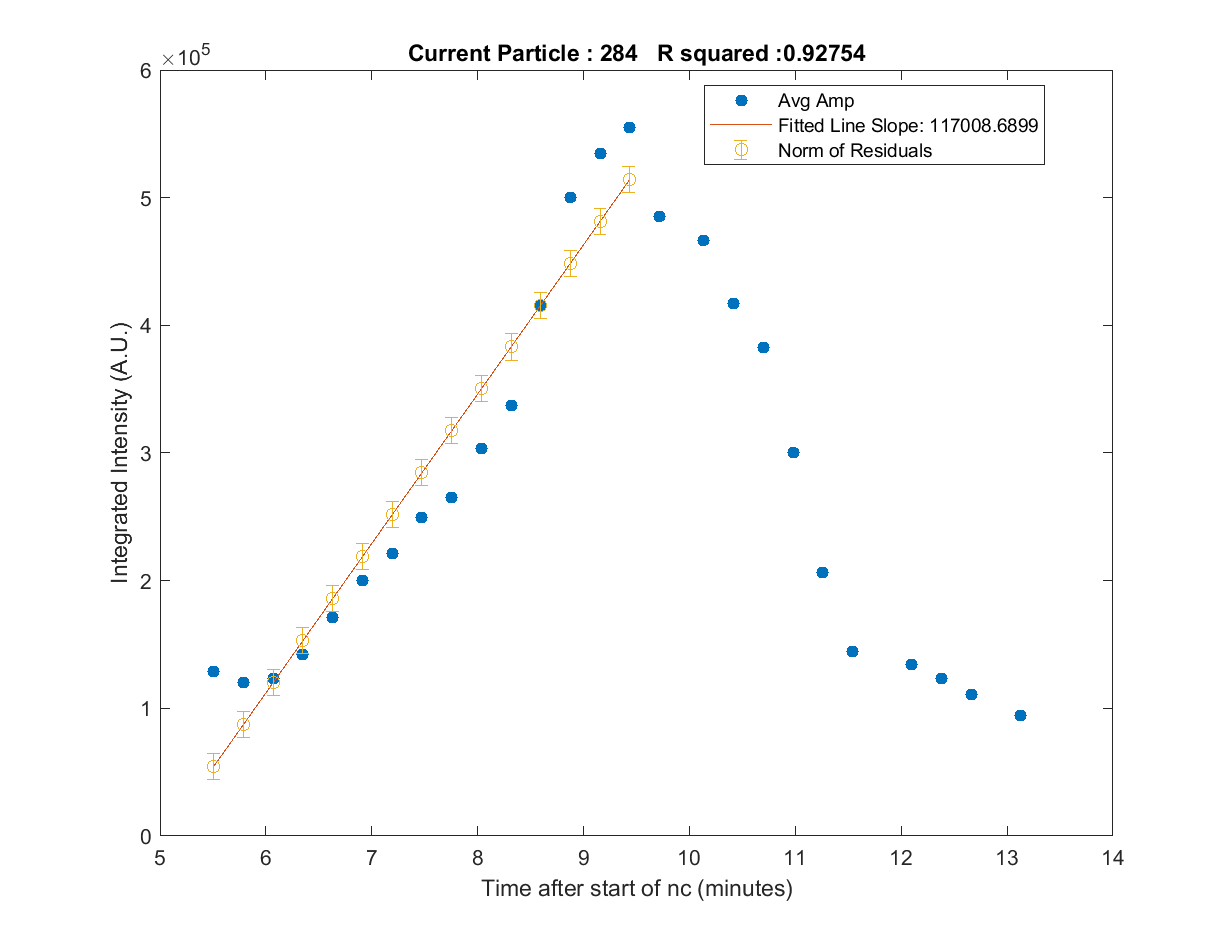 Current Particle : 284 R squared :0.92754
×10^5
Avg Amp
Fitted Line Slope: 117008.6899
Norm of Residuals
6
5
4
3
2
1
0
Integrated Intensity (A.U.)
5 6 7 8 9 10 11 12 13 14
Time after start of nc (minutes)